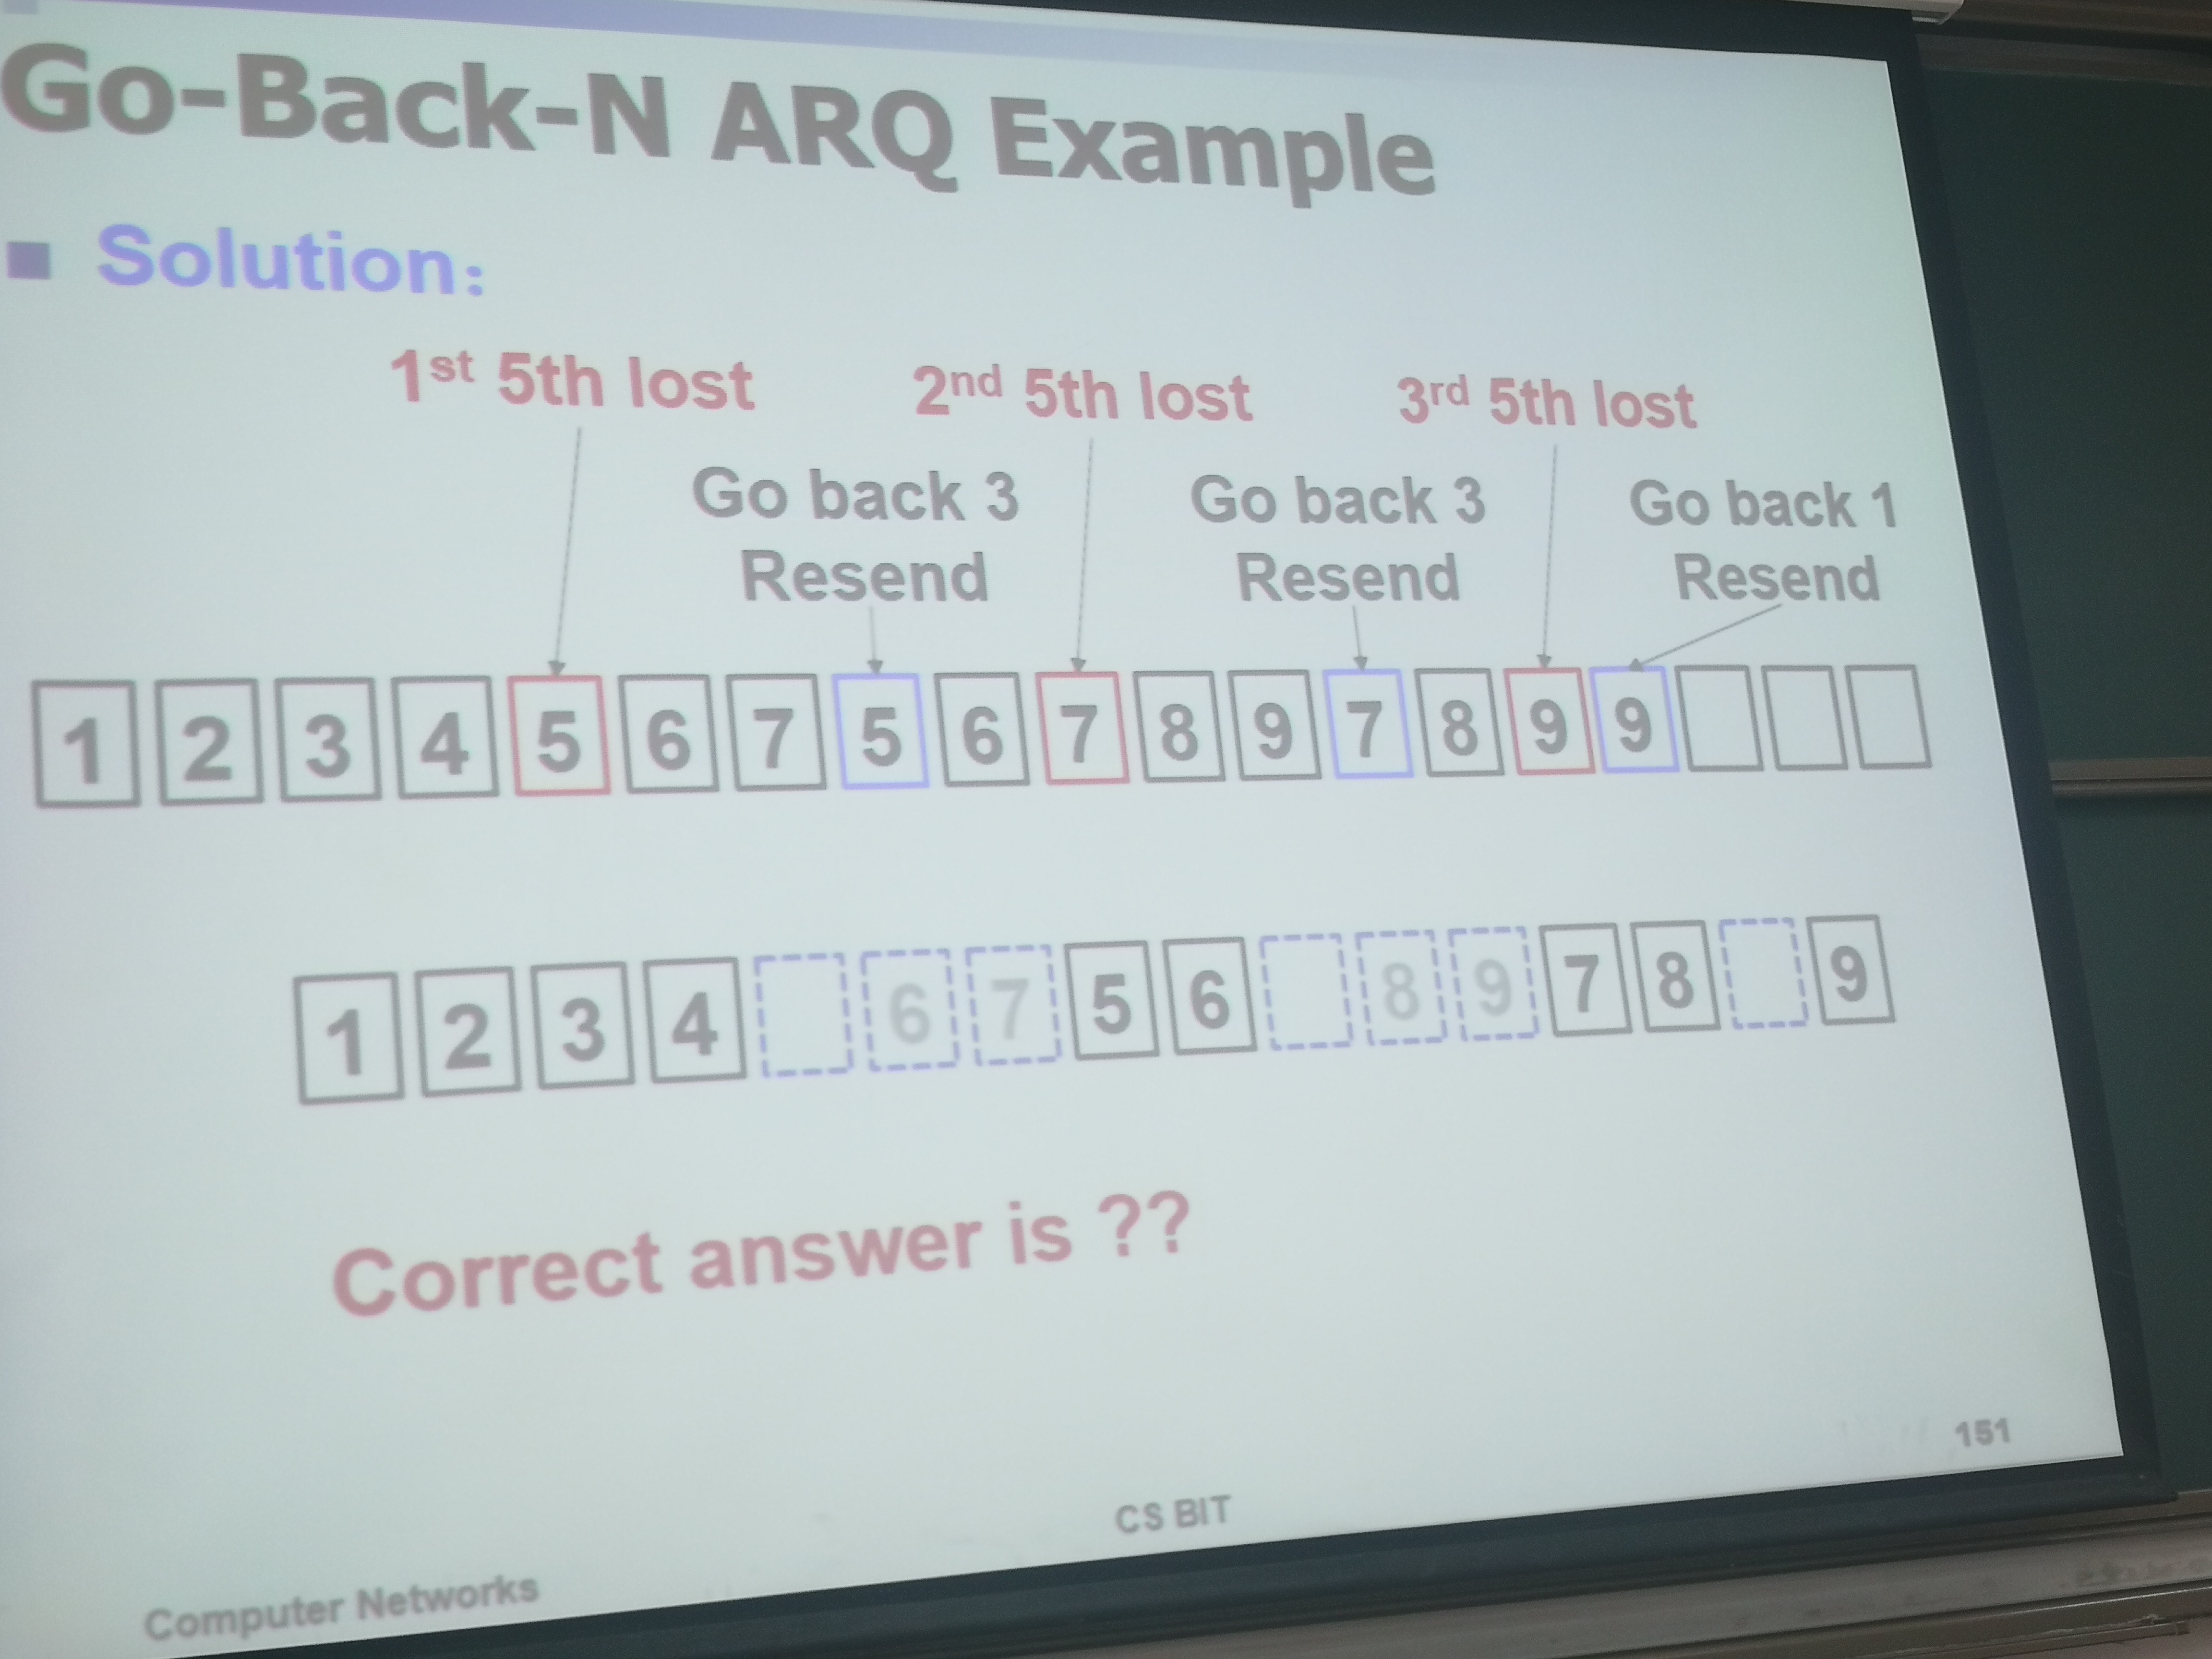 Go-Back-N ARQ Example
Solution:
1st 5th lost 2nd 5th lost 3rd 5th lost
Go back 3 Go back 3 Go back 1
Resend Resend Resend
1 2 3 4 5 6 7 5 6 7 8 9 7 8 9 9
1 2 3 4 6 7 5 6 8 9 7 8 9
Correct answer is ??
151
CS BIT
Computer Networks